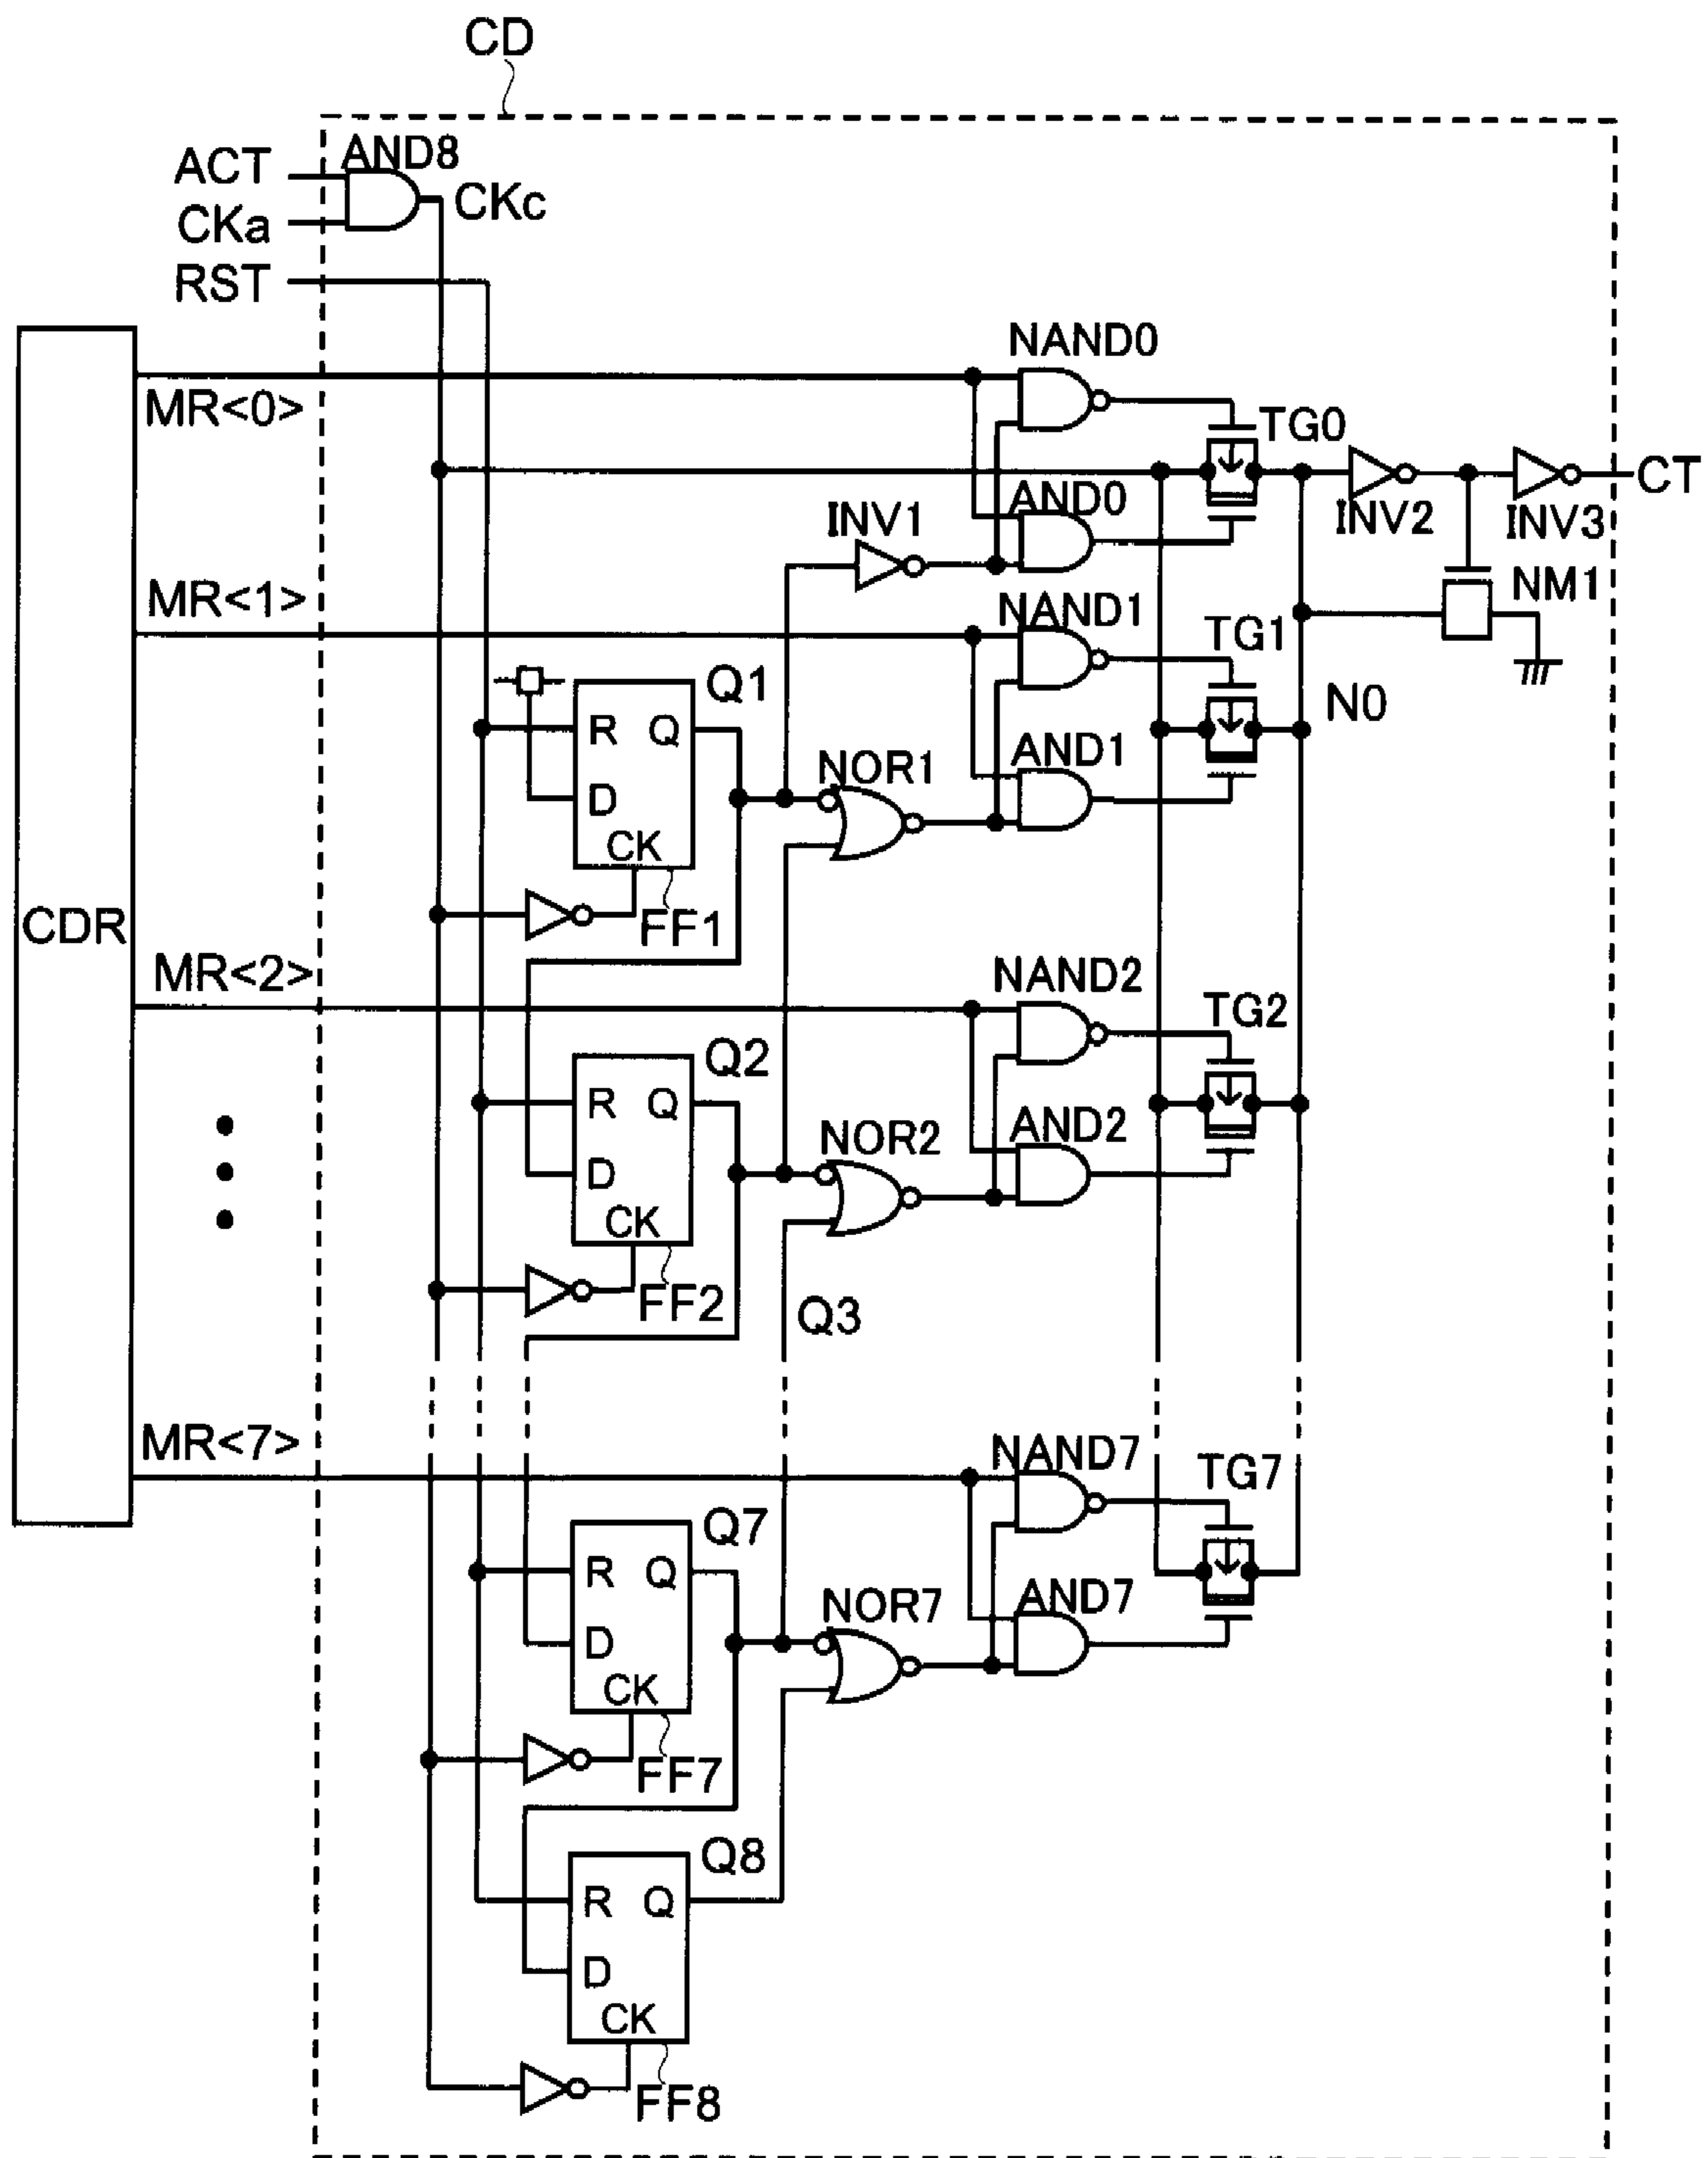 CD
ACT
AND8
CKc
CKa
RST
NAND0
MR<0>
TG0
CT
AND0
INV1
INV2
INV3
MR<1>
NAND1
NM1
TG1
Q1
N0
R Q
NOR1
AND1
D
CK
FF1
CDR
MR<2>
NAND2
TG2
Q2
R Q
NOR2
AND2
D
CK
FF2
Q3
MR<7>
NAND7
TG7
Q7
R Q
NOR7
AND7
D
CK
FF7
Q8
R Q
D
CK
FF8